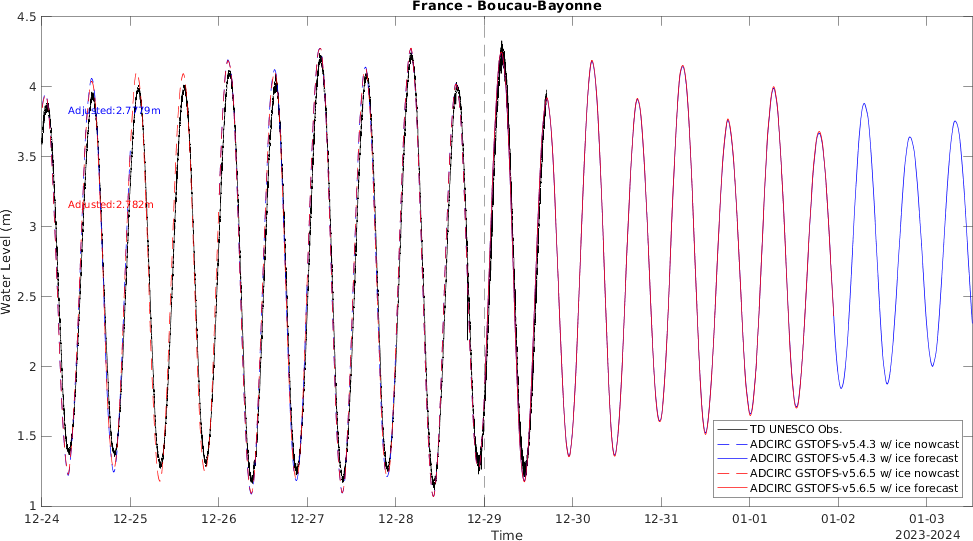 France - Boucau-Bayonne
4.5
4
3.5
3
2.5
2
1.5
1
Water Level (m)
Adjusted:2.7779m
Adjusted:2.782m
TD UNESCO Obs.
ADCIRC GSTOFS-v5.4.3 w/ ice nowcast
ADCIRC GSTOFS-v5.4.3 w/ ice forecast
ADCIRC GSTOFS-v5.6.5 w/ ice nowcast
ADCIRC GSTOFS-v5.6.5 w/ ice forecast
12-24 12-25 12-26 12-27 12-28 12-29 12-30 12-31 01-01 01-02 01-03
Time
2023-2024